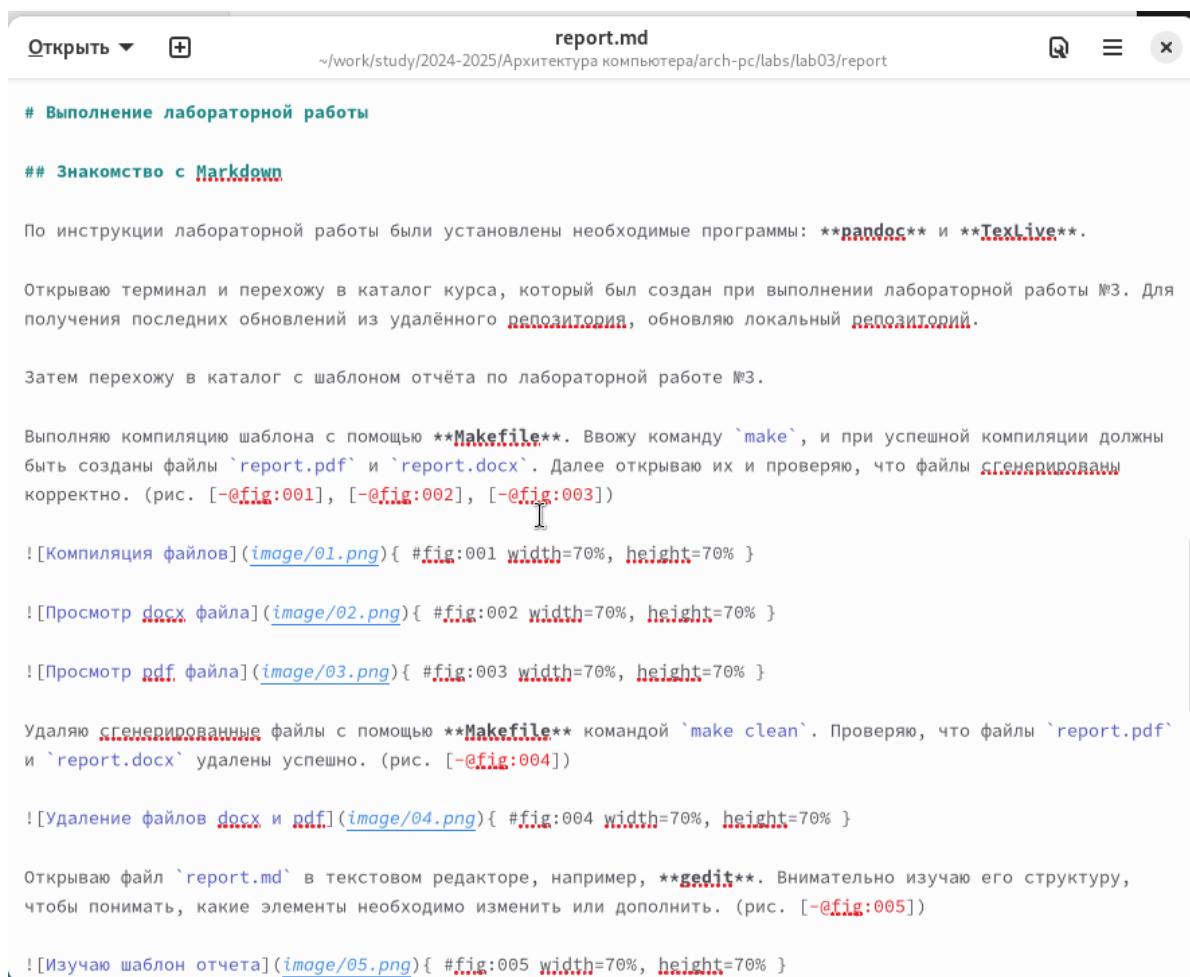 Открыть
report.md
~/work/study/2024-2025/Архитектура компьютера/arch-pc/labs/lab03/report
# Выполнение лабораторной работы
## Знакомство с Markdown
По инструкции лабораторной работы были установлены необходимые программы: **pandoc** и **TexLive**.
Открываю терминал и перехожу в каталог курса, который был создан при выполнении лабораторной работы №3. Для
получения последних обновлений из удалённого репозитория, обновляю локальный репозиторий.
Затем перехожу в каталог с шаблоном отчёта по лабораторной работе №3.
Выполняю компиляцию шаблона с помощью **Makefile**. Ввожу команду `make`, и при успешной компиляции должны
быть созданы файлы `report.pdf` и `report.docx`. Далее открываю их и проверяю, что файлы сгенерированы
корректно. (рис. [-@fig:001], [-@fig:002], [-@fig:003])
![Компиляция файлов](image/01.png){ #fig:001 width=70%, height=70% }
![Просмотр docx файла](image/02.png){ #fig:002 width=70%, height=70% }
![Просмотр pdf файла](image/03.png){ #fig:003 width=70%, height=70% }
Удаляю сгенерированные файлы с помощью **Makefile** командой `make clean`. Проверяю, что файлы `report.pdf`
и `report.docx` удалены успешно. (рис. [-@fig:004])
![Удаление файлов docx и pdf](image/04.png){ #fig:004 width=70%, height=70% }
Открываю файл `report.md` в текстовом редакторе, например, **gedit**. Внимательно изучаю его структуру,
чтобы понимать, какие элементы необходимо изменить или дополнить. (рис. [-@fig:005])
![Изучаю шаблон отчета](image/05.png){ #fig:005 width=70%, height=70% }